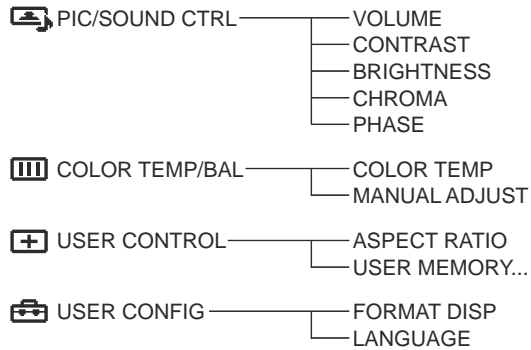 PIC/SOUND CTRL VOLUME
CONTRAST
BRIGHTNESS
CHROMA
PHASE
COLOR TEMP/BAL COLOR TEMP
MANUAL ADJUST
USER CONTROL ASPECT RATIO
USER MEMORY...
USER CONFIG FORMAT DISP
LANGUAGE